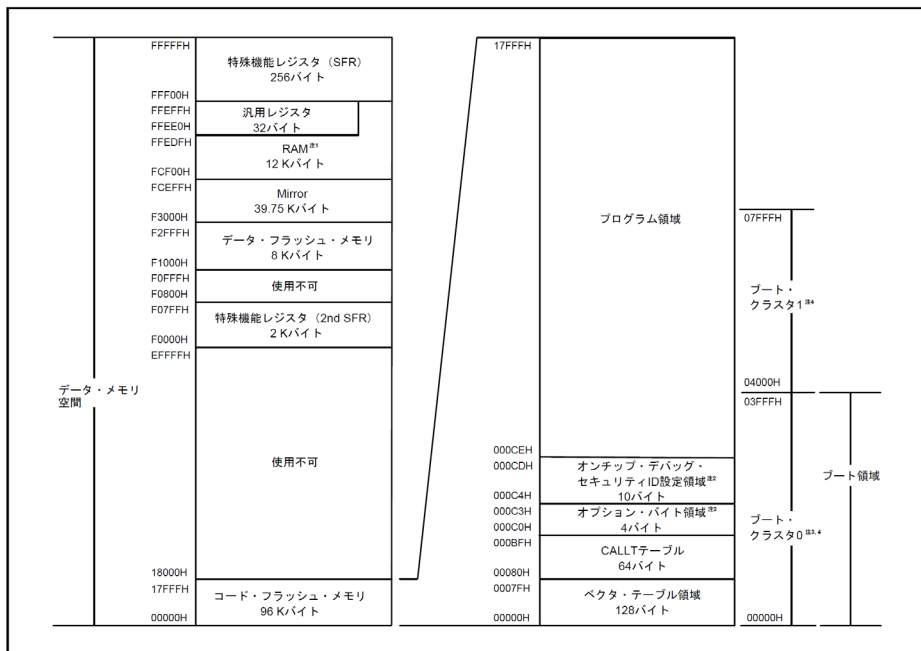 FFFFFH
特殊機能レジスタ（SFR）
256バイト
FFF00H
FFEFFH
汎用レジスタ
32バイト
FFEE0H
FFEDFH
RAM注1
12 Kバイト
FCF00H
FCEFFH
Mirror
39.75 Kバイト
F3000H
F2FFFH
データ・フラッシュ・メモリ
8 Kバイト
F1000H
F0FFFH
使用不可
F0800H
F07FFH
特殊機能レジスタ（2nd SFR）
2 Kバイト
F0000H
EFFFFH
データ・メモリ
空間
使用不可
18000H
17FFFH
コード・フラッシュ・メモリ
96 Kバイト
00000H
17FFFH
プログラム領域
000CEH
000CDH
オンチップ・デバッグ・
セキュリティID設定領域注2
10バイト
000C4H
000C3H
オプション・バイト領域注2
4バイト
000C0H
000BFH
CALLTテーブル
64バイト
00080H
0007FH
ベクタ・テーブル領域
128バイト
00000H
07FFFH
ブート・
クラスタ1注4
04000H
03FFFH
ブート領域
ブート・
クラスタ0注3, 4
00000H